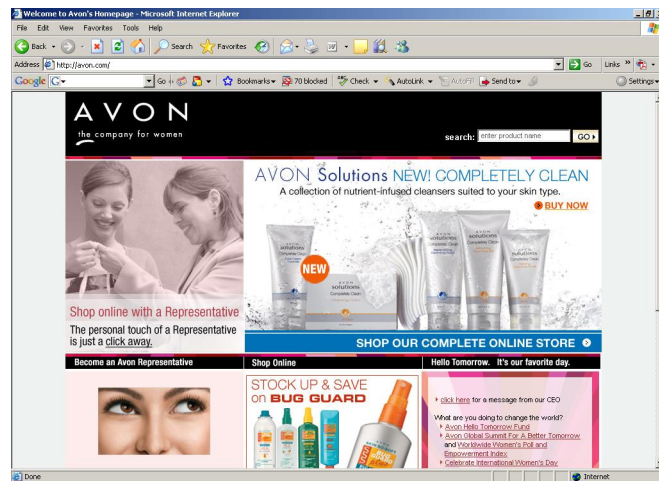 Welcome to Avon's Homepage - Microsoft Internet Explorer
File Edit View Favorites Tools Help
Back Search Favorites
Address http://avon.com/ Go Links »
Google G Go Bookmarks 70 blocked Check AutoLink AutoFill Send to Settings
AVON
the company for women
search: enter product name GO
AVON Solutions NEW! COMPLETELY CLEAN
A collection of nutrient-infused cleansers suited to your skin type.
BUY NOW
NEW
AVON
solutions
Completely Clean
Shop online with a Representative
The personal touch of a Representative
is just a click away.
SHOP OUR COMPLETE ONLINE STORE
Become an Avon Representative
Shop Online
Hello Tomorrow. It's our favorite day.
STOCK UP & SAVE
on BUG GUARD
click here for a message from our CEO
What are you doing to change the world?
Avon Hello Tomorrow Fund
Avon Global Summit For A Better Tomorrow
and Worldwide Women's Poll and
Empowerment Index
Celebrate International Women's Day
Done
Internet